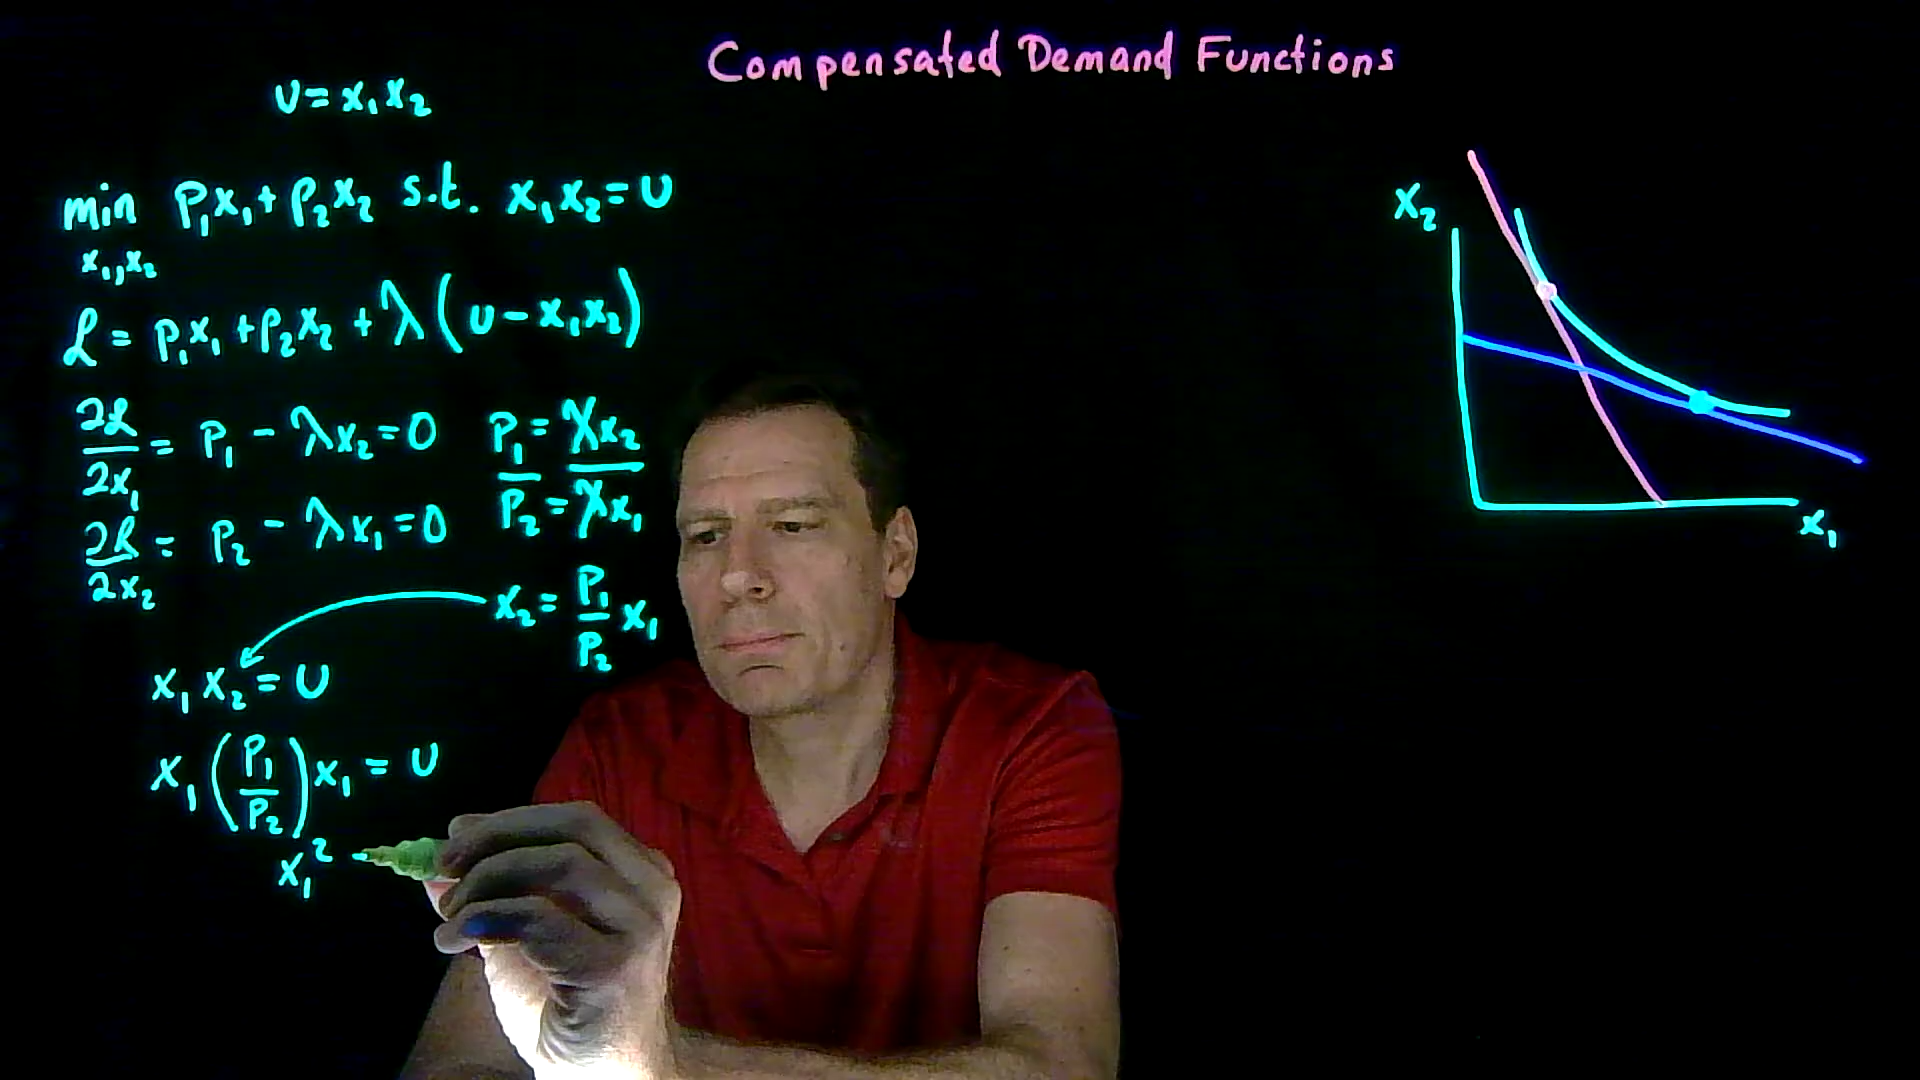 Compensated Demand Functions
U = x₁x₂
min P₁x₁ + P₂x₂ s.t. x₁x₂ = U
x₁, x₂
ℒ = P₁x₁ + P₂x₂ + λ(U − x₁x₂)
∂ℒ/∂x₁ = P₁ − λx₂ = 0
∂ℒ/∂x₂ = P₂ − λx₁ = 0
P₁ = λx₂
P₂ = λx₁
x₂ = P₁/P₂ x₁
x₁x₂ = U
x₁(P₁/P₂)x₁ = U
x₁²
x₂
x₁